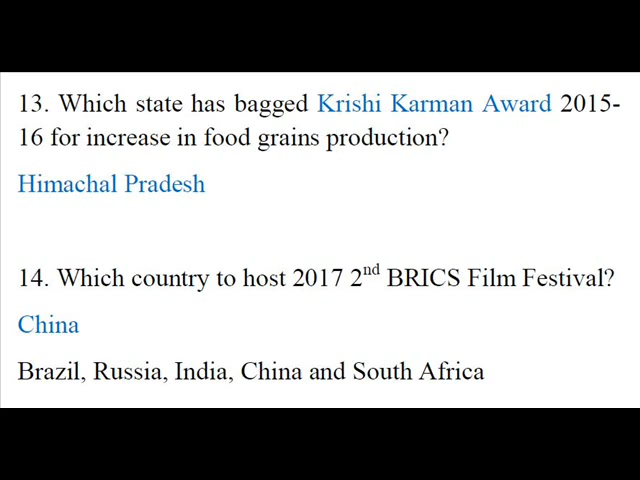 13. Which state has bagged Krishi Karman Award 2015-
16 for increase in food grains production?
Himachal Pradesh
14. Which country to host 2017 2nd BRICS Film Festival?
China
Brazil, Russia, India, China and South Africa